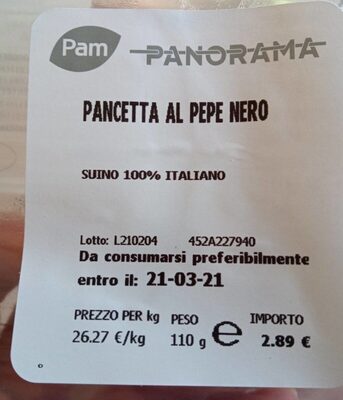 Pam PANORAMA
PANCETTA AL PEPE NERO
SUINO 100% ITALIANO
Lotto: L210204 452A227940
Da consumarsi preferibilmente
entro il: 21-03-21
PREZZO PER kg PESO IMPORTO
26.27 €/kg 110 g ℮ 2.89 €